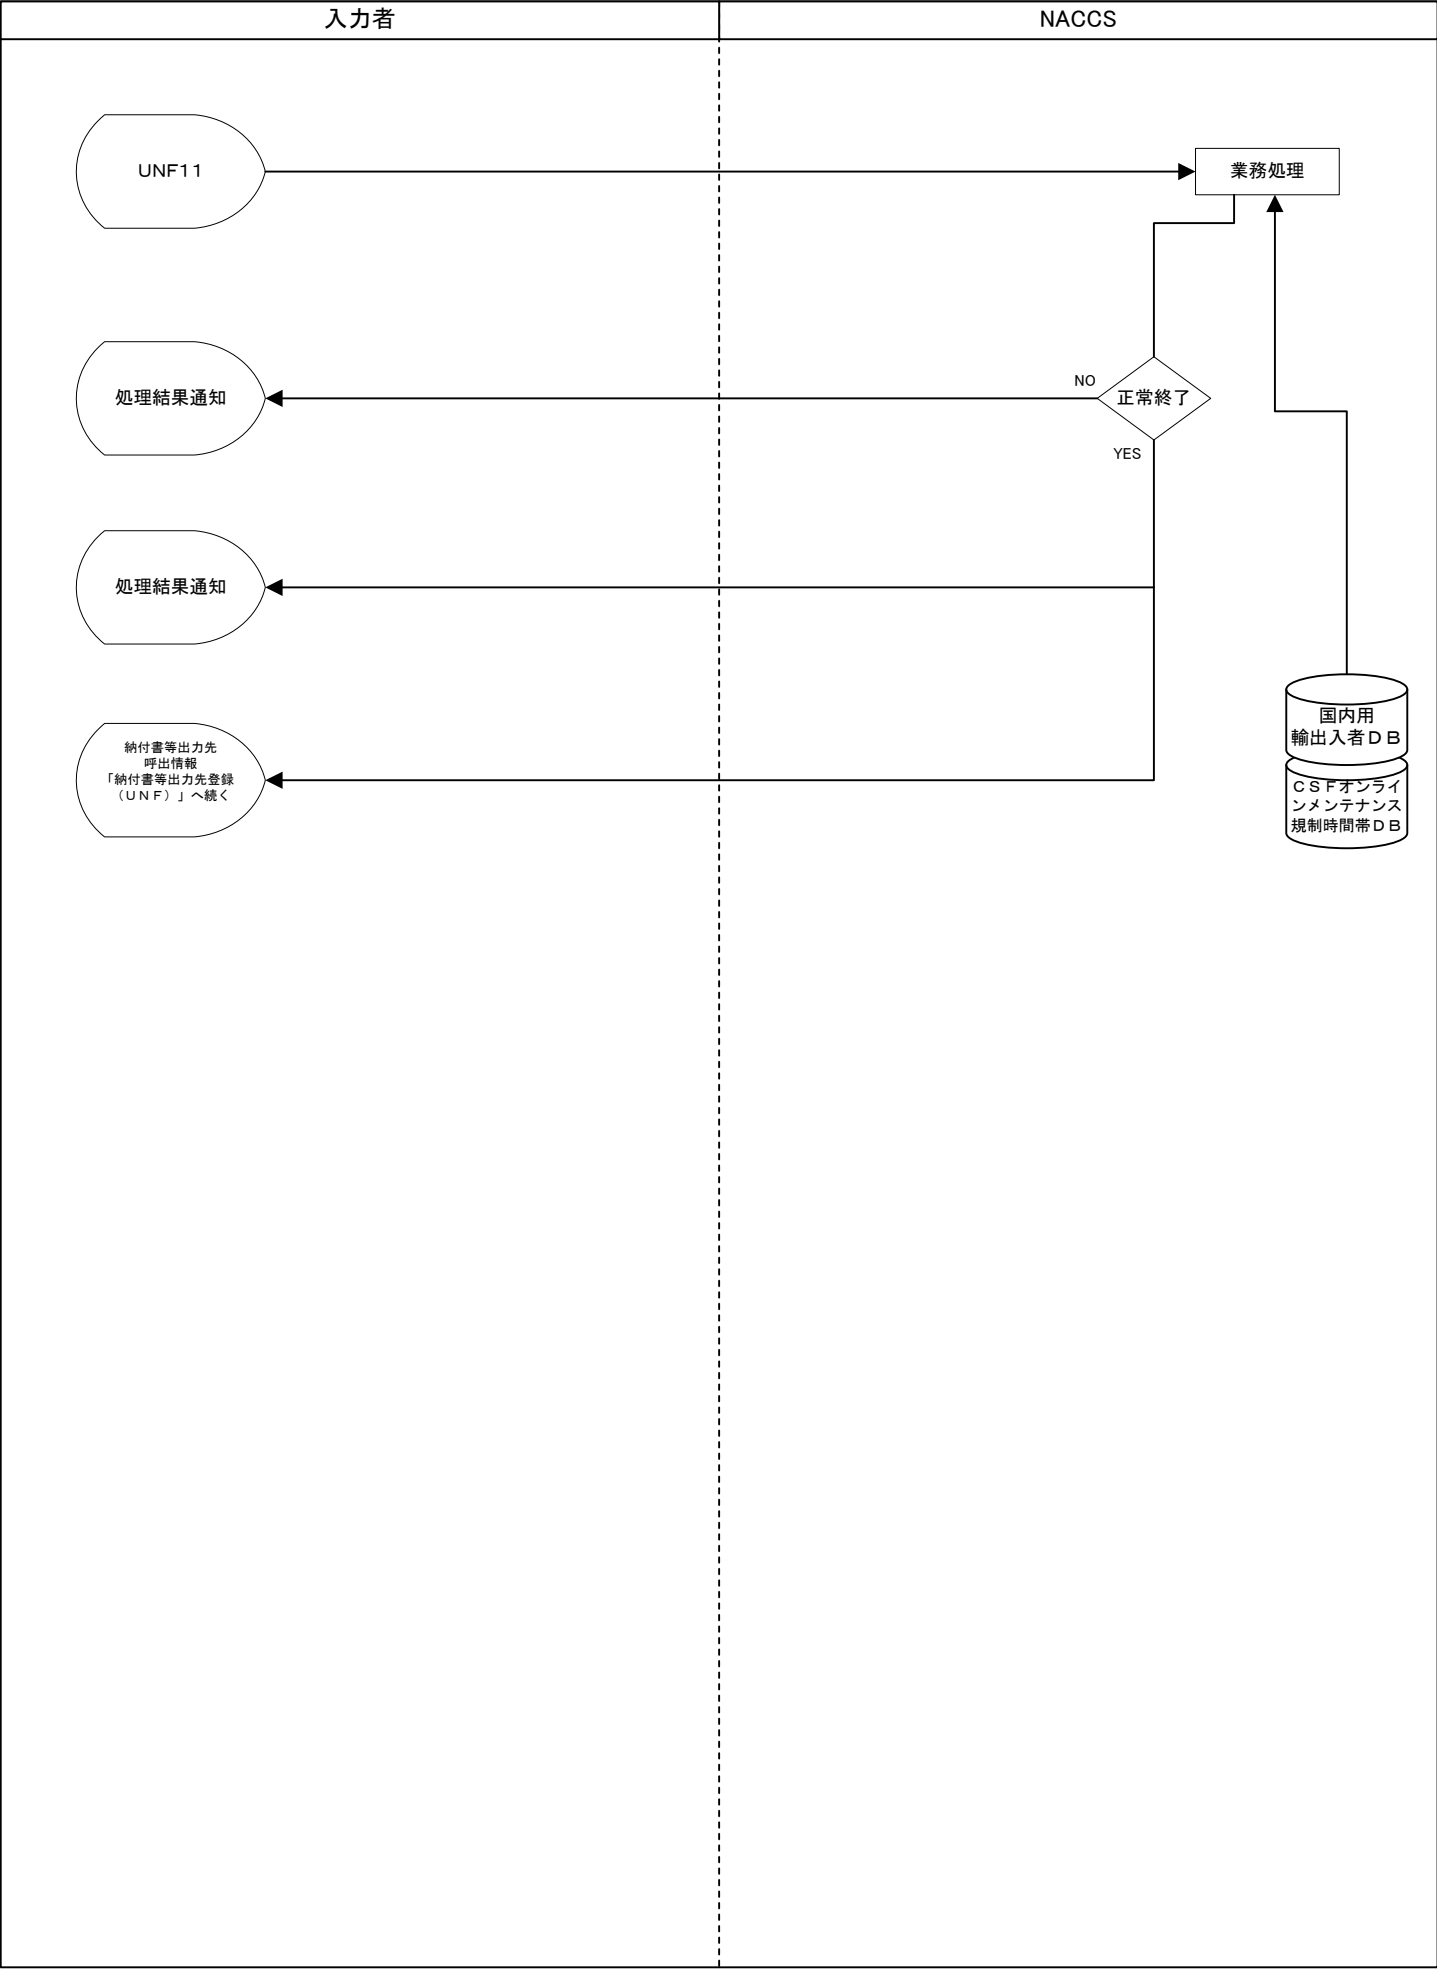 入力者
NACCS
ＵＮＦ１１
業務処理
処理結果通知
NO
正常終了
YES
処理結果通知
国内用
輸出入者ＤＢ
ＣＳＦオンライ
ンメンテナンス
規制時間帯ＤＢ
納付書等出力先
呼出情報
「納付書等出力先登録
（ＵＮＦ）」へ続く